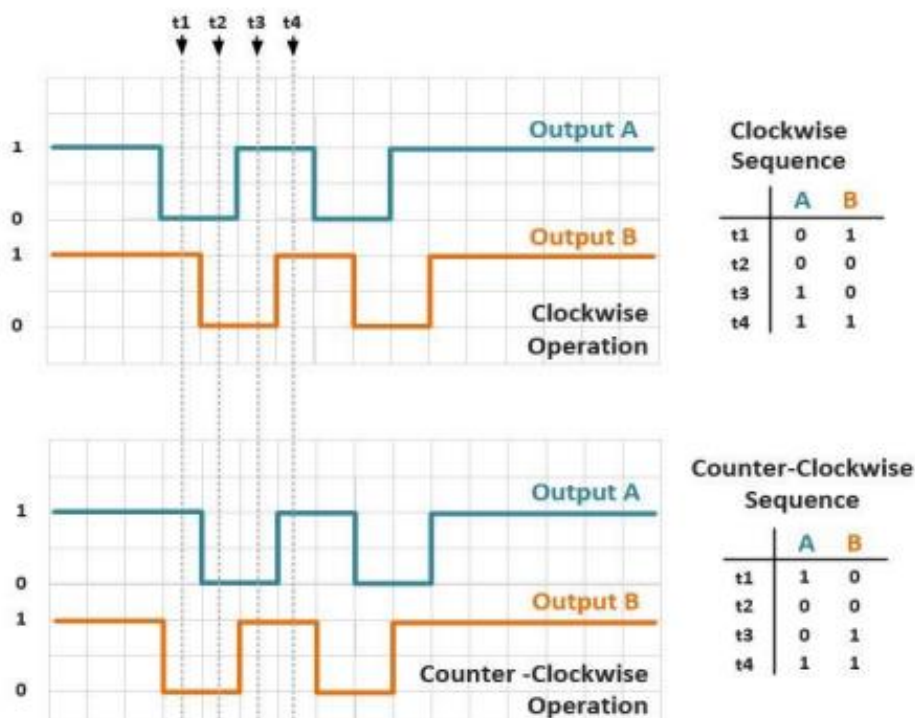 t1 t2 t3 t4
1
Output A
0
1
Output B
0
Clockwise
Operation
Clockwise
Sequence
A B
t1 0 1
t2 0 0
t3 1 0
t4 1 1
1
Output A
0
1
Output B
0
Counter -Clockwise
Operation
Counter-Clockwise
Sequence
A B
t1 1 0
t2 0 0
t3 0 1
t4 1 1